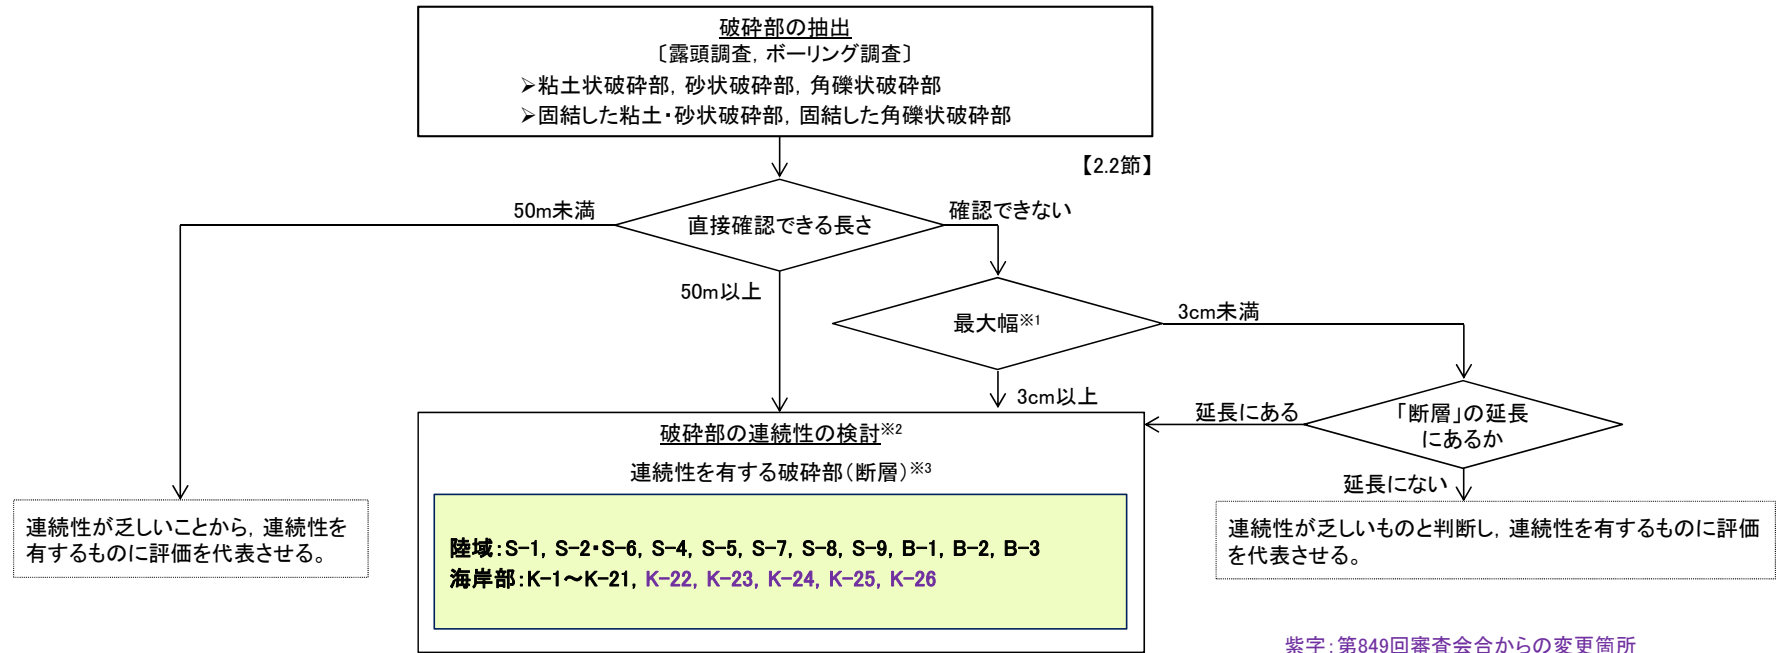 破砕部の抽出
〔露頭調査, ボーリング調査〕
➢粘土状破砕部, 砂状破砕部, 角礫状破砕部
➢固結した粘土・砂状破砕部, 固結した角礫状破砕部
【2.2節】
50m未満
直接確認できる長さ
確認できない
50m以上
最大幅※1
3cm未満
3cm以上
延長にある
「断層」の延長
にあるか
延長にない
破砕部の連続性の検討※2
連続性を有する破砕部(断層)※3
陸域:S-1, S-2・S-6, S-4, S-5, S-7, S-8, S-9, B-1, B-2, B-3
海岸部:K-1~K-21, K-22, K-23, K-24, K-25, K-26
連続性が乏しいことから, 連続性を
有するものに評価を代表させる。
連続性が乏しいものと判断し, 連続性を有するものに評価
を代表させる。
紫字:第849回審査会合からの変更箇所